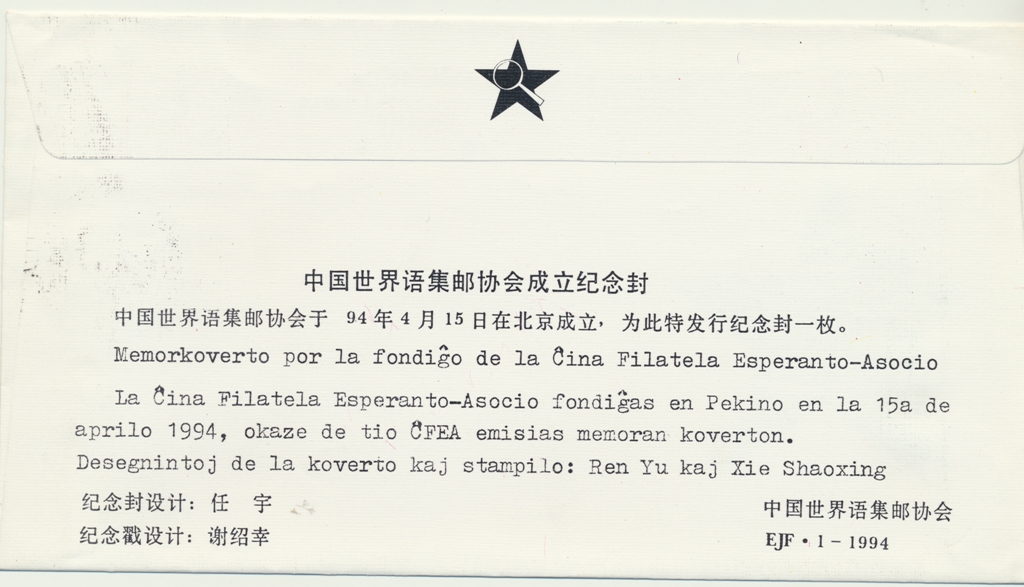 中国世界语集邮协会成立纪念封
中国世界语集邮协会于 94年4月15日在北京成立，为此特发行纪念封一枚。
Memorkoverto por la fondiĝo de la Ĉina Filatela Esperanto-Asocio
La Ĉina Filatela Esperanto-Asocio fondiĝas en Pekino en la 15a de
aprilo 1994, okaze de tio ĈFEA emisias memoran koverton.
Desegnintoj de la koverto kaj stampilo: Ren Yu kaj Xie Shaoxing
纪念封设计：任 宇
纪念戳设计：谢绍幸
中国世界语集邮协会
EJF·1-1994